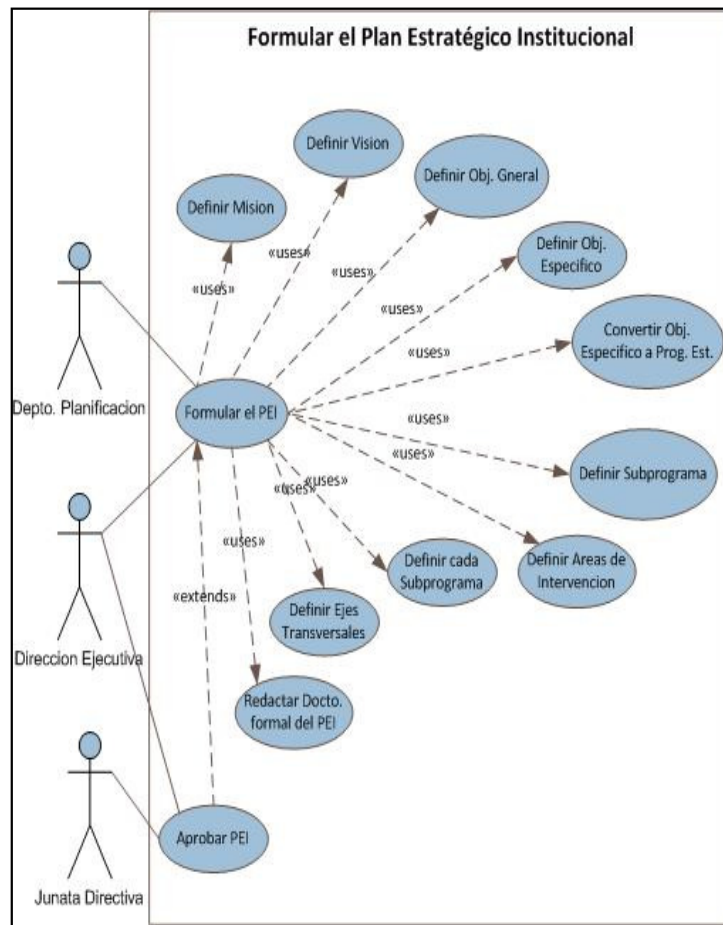 Formular el Plan Estratégico Institucional
Definir Vision
Definir Obj. Gneral
Definir Mision
Definir Obj.
Especifico
«uses»
«uses»
«uses»
«uses»
Convertir Obj.
Especifico a Prog. Est.
«uses»
Depto. Planificacion
Formular el PEI
«uses»
«uses»
Definir Subprograma
«uses»
«uses»
«uses»
Definir cada
Subprograma
Definir Areas de
Intervencion
«extends»
Definir Ejes
Transversales
Direccion Ejecutiva
Redactar Docto.
formal del PEI
Aprobar PEI
Junata Directiva